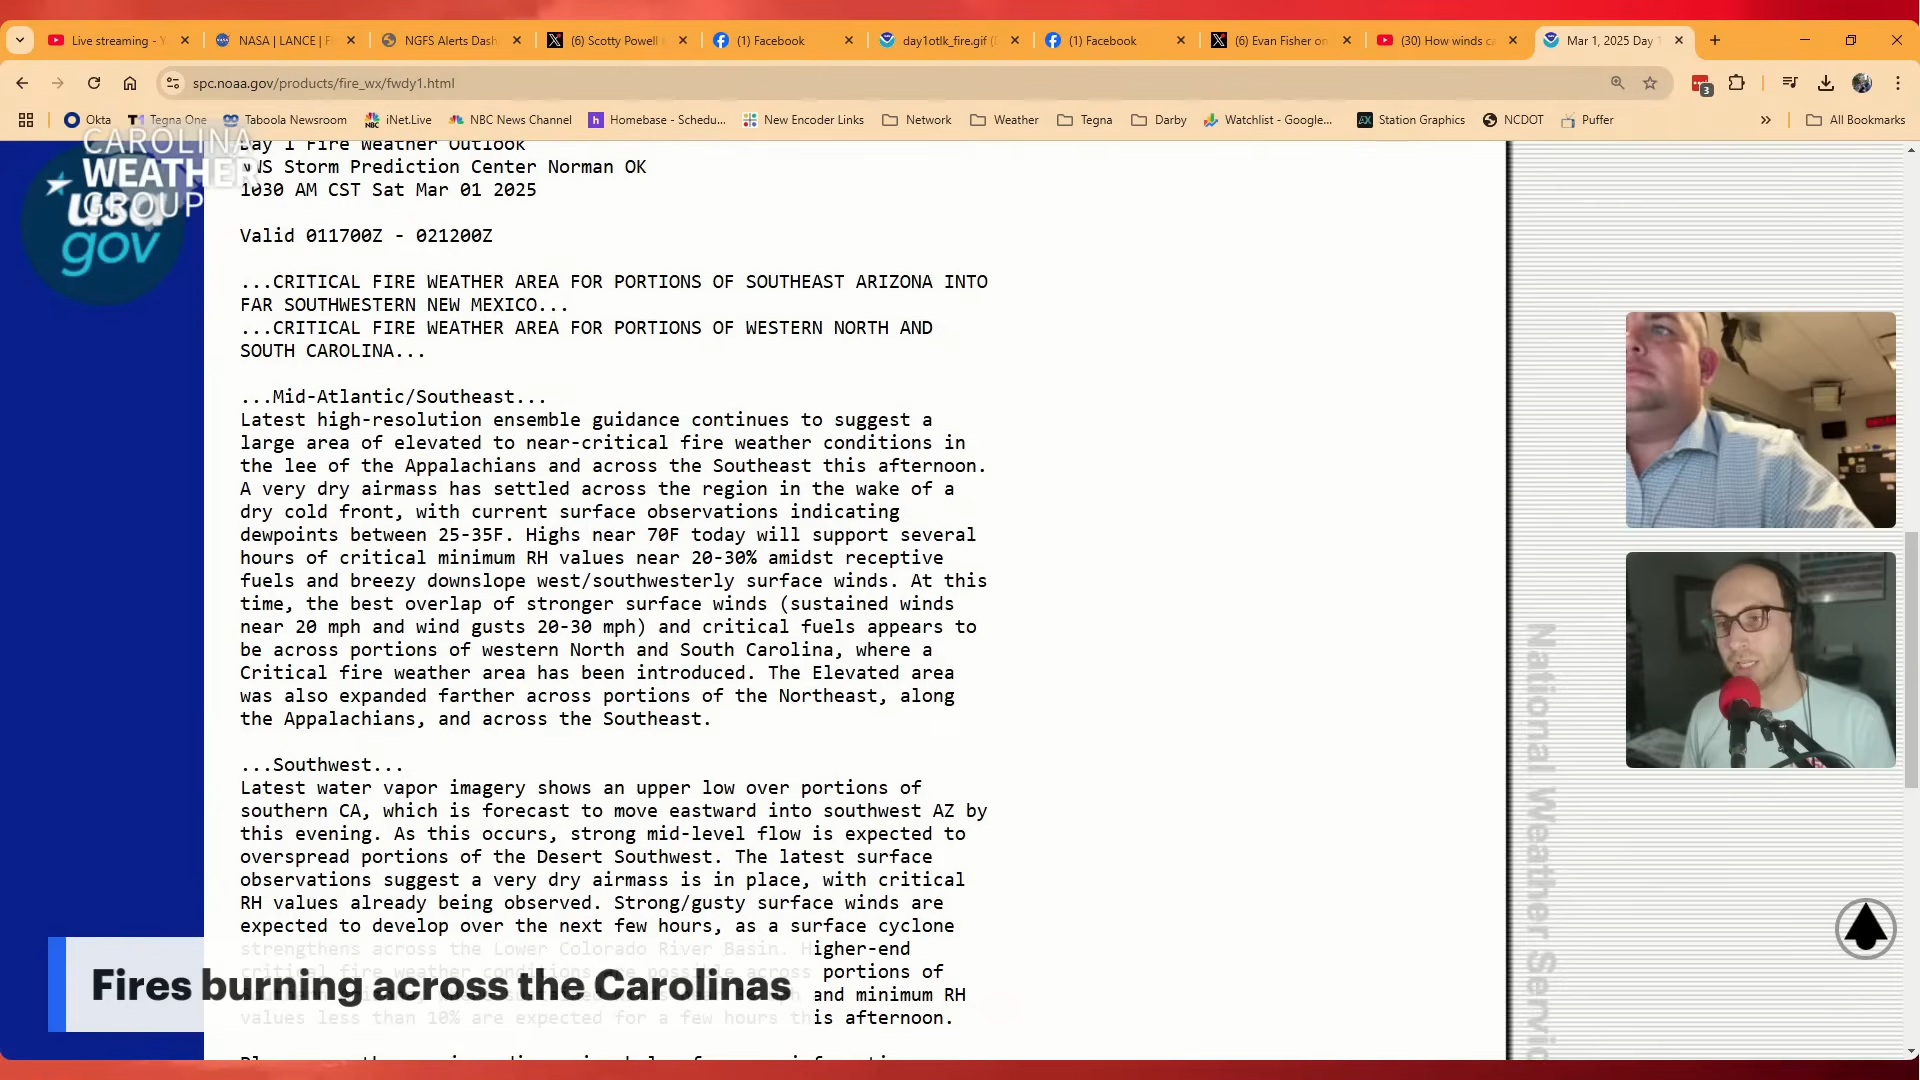 Live streaming - Y
NASA | LANCE | F
NGFS Alerts Das
(6) Scotty Powell
(1) Facebook
day1otlk_fire.gif (
(1) Facebook
(6) Evan Fisher on
(30) How winds c
Mar 1, 2025 Day 1
spc.noaa.gov/products/fire_wx/fwdy1.html
3
Okta
Tegna One
Taboola Newsroom
iNet.Live
NBC News Channel
Homebase - Schedu...
New Encoder Links
Network
Weather
Tegna
Darby
Watchlist - Google...
Station Graphics
NCDOT
Puffer
All Bookmarks
CAROLINA
WEATHER
GROUP
usa
gov
Day 1 Fire Weather Outlook
NWS Storm Prediction Center Norman OK
1030 AM CST Sat Mar 01 2025
Valid 011700Z - 021200Z
...CRITICAL FIRE WEATHER AREA FOR PORTIONS OF SOUTHEAST ARIZONA INTO
FAR SOUTHWESTERN NEW MEXICO...
...CRITICAL FIRE WEATHER AREA FOR PORTIONS OF WESTERN NORTH AND
SOUTH CAROLINA...
...Mid-Atlantic/Southeast...
Latest high-resolution ensemble guidance continues to suggest a
large area of elevated to near-critical fire weather conditions in
the lee of the Appalachians and across the Southeast this afternoon.
A very dry airmass has settled across the region in the wake of a
dry cold front, with current surface observations indicating
dewpoints between 25-35F. Highs near 70F today will support several
hours of critical minimum RH values near 20-30% amidst receptive
fuels and breezy downslope west/southwesterly surface winds. At this
time, the best overlap of stronger surface winds (sustained winds
near 20 mph and wind gusts 20-30 mph) and critical fuels appears to
be across portions of western North and South Carolina, where a
Critical fire weather area has been introduced. The Elevated area
was also expanded farther across portions of the Northeast, along
the Appalachians, and across the Southeast.
...Southwest...
Latest water vapor imagery shows an upper low over portions of
southern CA, which is forecast to move eastward into southwest AZ by
this evening. As this occurs, strong mid-level flow is expected to
overspread portions of the Desert Southwest. The latest surface
observations suggest a very dry airmass is in place, with critical
RH values already being observed. Strong/gusty surface winds are
expected to develop over the next few hours, as a surface cyclone
strengthens across the Lower Colorado River Basin. Higher-end
critical fire weather conditions are possible across portions of
and minimum RH
values less than 10% are expected for a few hours this afternoon.
Fires burning across the Carolinas
National Weather Servic